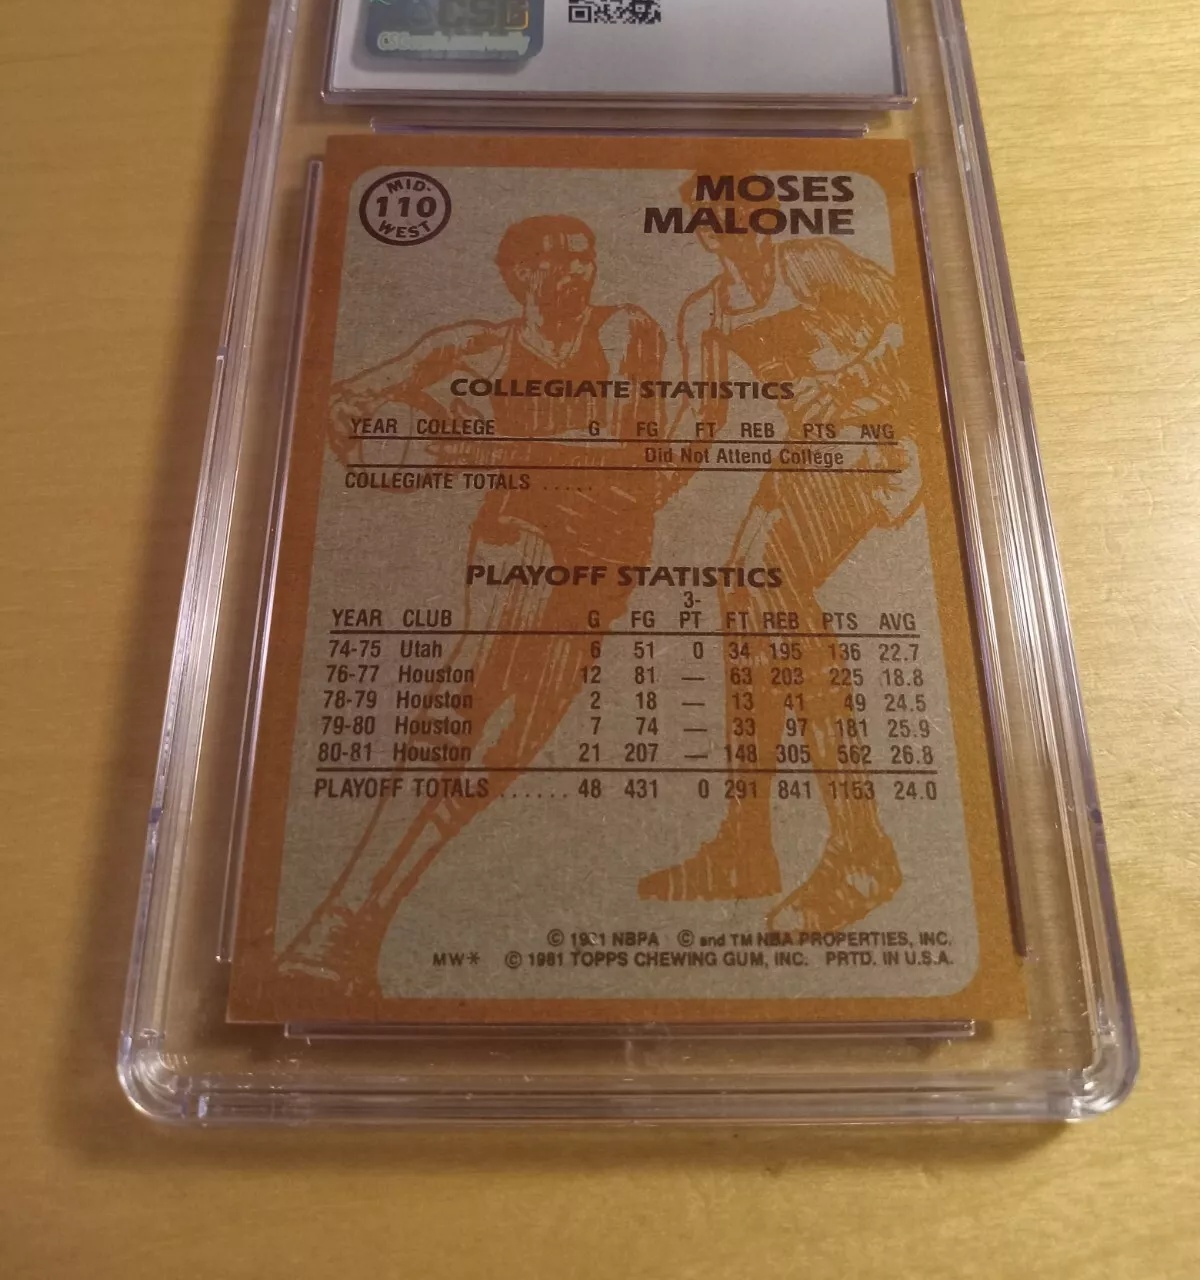 CSG
MID-
110
WEST
MOSES
MALONE
COLLEGIATE STATISTICS
YEAR COLLEGE G FG FT REB PTS AVG
Did Not Attend College
COLLEGIATE TOTALS .....
PLAYOFF STATISTICS
3-
YEAR CLUB G FG PT FT REB PTS AVG
74-75 Utah 6 51 0 34 195 136 22.7
76-77 Houston 12 81 — 63 203 225 18.8
78-79 Houston 2 18 — 13 41 49 24.5
79-80 Houston 7 74 — 33 97 181 25.9
80-81 Houston 21 207 — 148 305 562 26.8
PLAYOFF TOTALS ...... 48 431 0 291 841 1153 24.0
© 1981 NBPA © and TM NBA PROPERTIES, INC.
MW* © 1981 TOPPS CHEWING GUM, INC. PRTD. IN U.S.A.